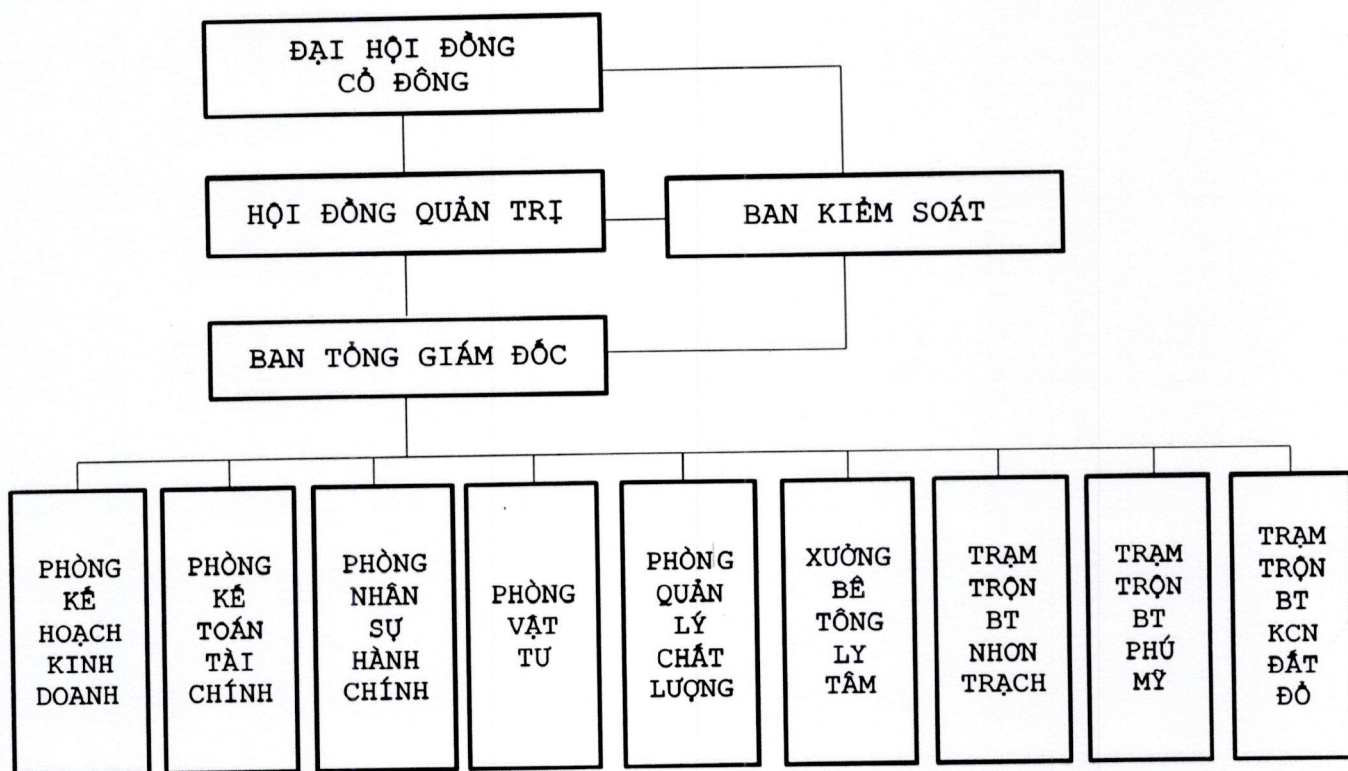 ĐẠI HỘI ĐỒNG
CỔ ĐÔNG
HỘI ĐỒNG QUẢN TRỊ
BAN KIỂM SOÁT
BAN TỔNG GIÁM ĐỐC
PHÒNG
KẾ
HOẠCH
KINH
DOANH
PHÒNG
KẾ
TOÁN
TÀI
CHÍNH
PHÒNG
NHÂN
SỰ
HÀNH
CHÍNH
PHÒNG
VẬT
TƯ
PHÒNG
QUẢN
LÝ
CHẤT
LƯỢNG
XƯỞNG
BÊ
TÔNG
LY
TÂM
TRẠM
TRỘN
BT
NHƠN
TRẠCH
TRẠM
TRỘN
BT
PHÚ
MỸ
TRẠM
TRỘN
BT
KCN
ĐẤT
ĐỎ